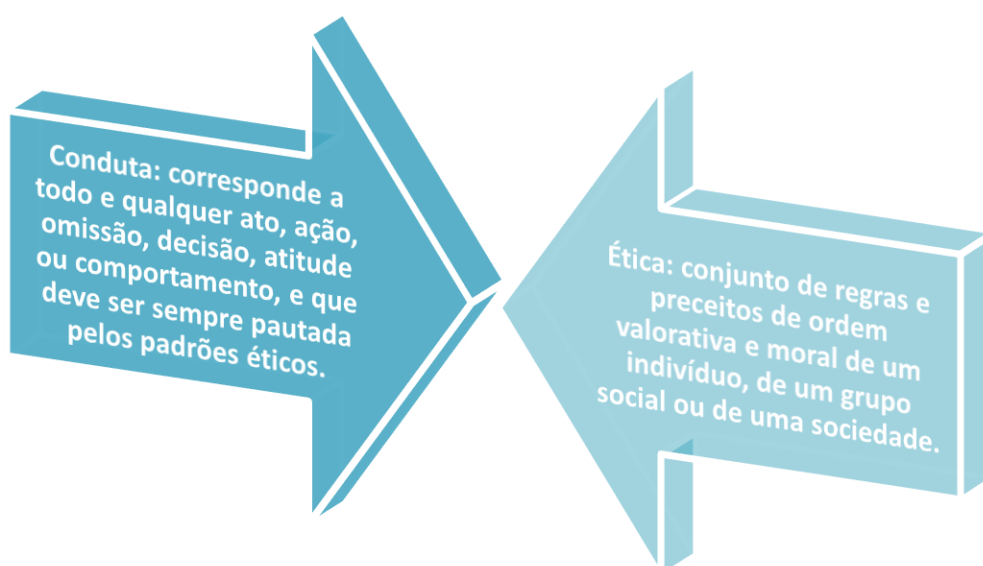 Conduta: corresponde a
todo e qualquer ato, ação,
omissão, decisão, atitude
ou comportamento, e que
deve ser sempre pautada
pelos padrões éticos.
Ética: conjunto de regras e
preceitos de ordem
valorativa e moral de um
indivíduo, de um grupo
social ou de uma sociedade.